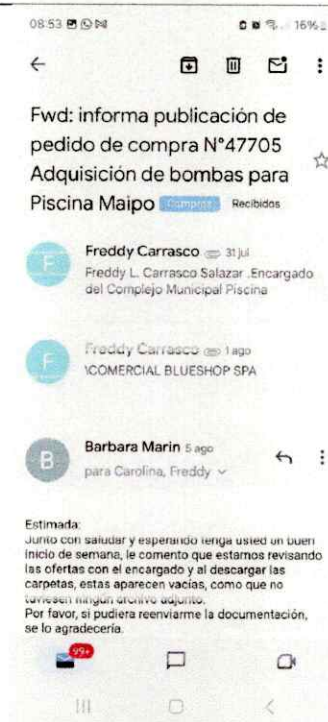 08:53 16%
Fwd: informa publicación de
pedido de compra N°47705
Adquisición de bombas para
Piscina Maipo Compras Recibidos
F
Freddy Carrasco 31 jul
Freddy L. Carrasco Salazar .Encargado
del Complejo Municipal Piscina
F
Freddy Carrasco 1 ago
\COMERCIAL BLUESHOP SPA
B
Barbara Marin 5 ago
para Carolina, Freddy
Estimada:
Junto con saludar y esperando tenga usted un buen
inicio de semana, le comento que estamos revisando
las ofertas con el encargado y al descargar las
carpetas, estas aparecen vacías, como que no
tuviesen ningún archivo adjunto.
Por favor, si pudiera reenviarme la documentación,
se lo agradecería.
99+